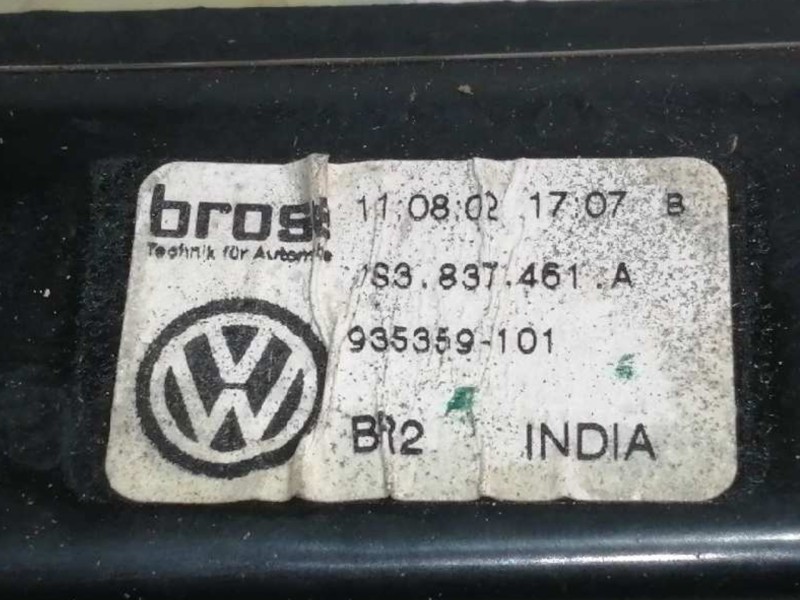 brose
11:08:02 17:07 B
Technik für Automobile
1S3.837.461.A
935359-101
BR2 INDIA